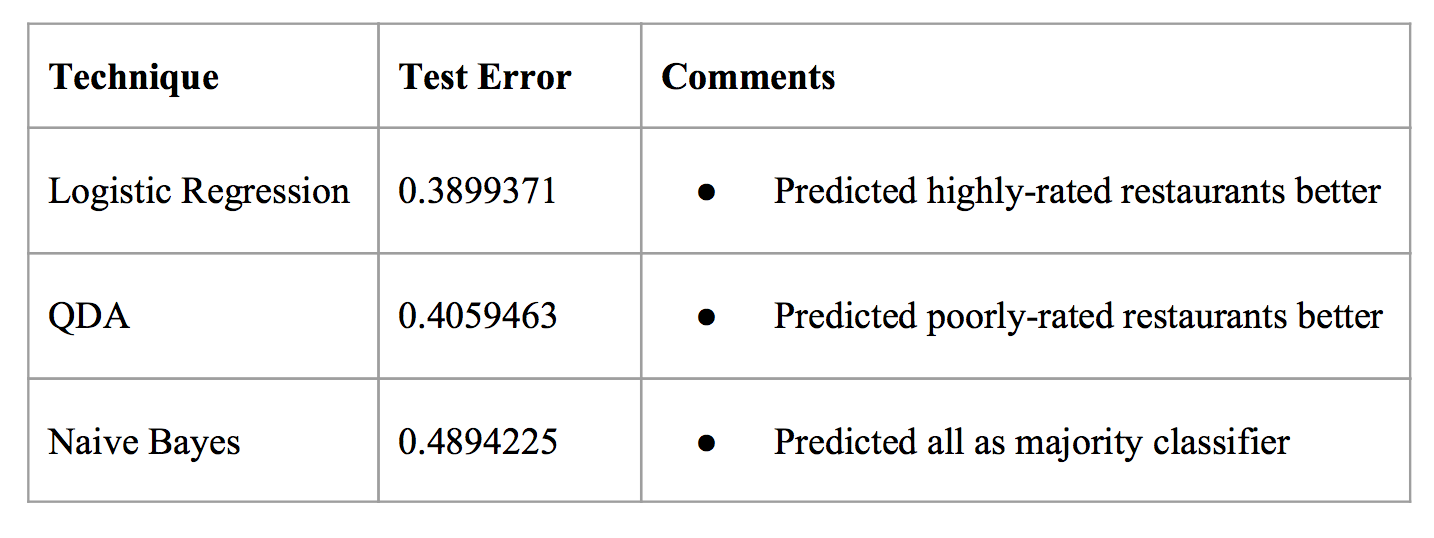 Technique Test Error Comments
Logistic Regression 0.3899371 ● Predicted highly-rated restaurants better
QDA 0.4059463 ● Predicted poorly-rated restaurants better
Naive Bayes 0.4894225 ● Predicted all as majority classifier